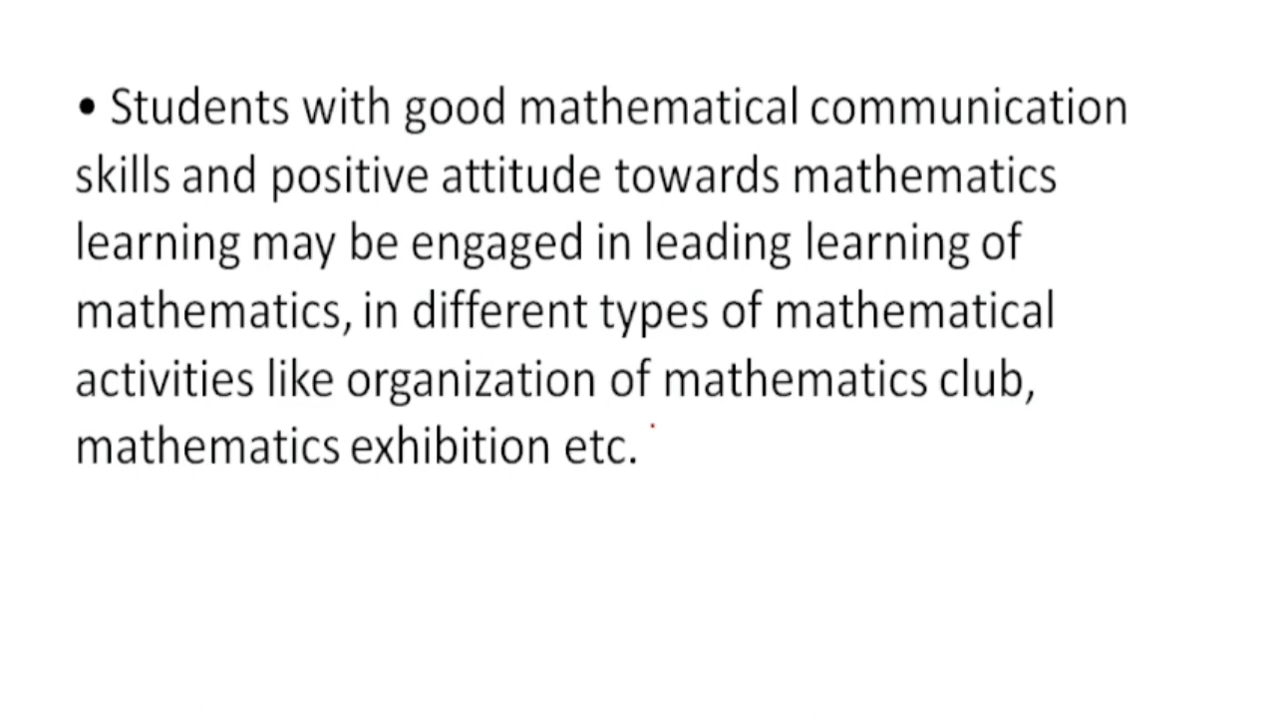 • Students with good mathematical communication
skills and positive attitude towards mathematics
learning may be engaged in leading learning of
mathematics, in different types of mathematical
activities like organization of mathematics club,
mathematics exhibition etc.